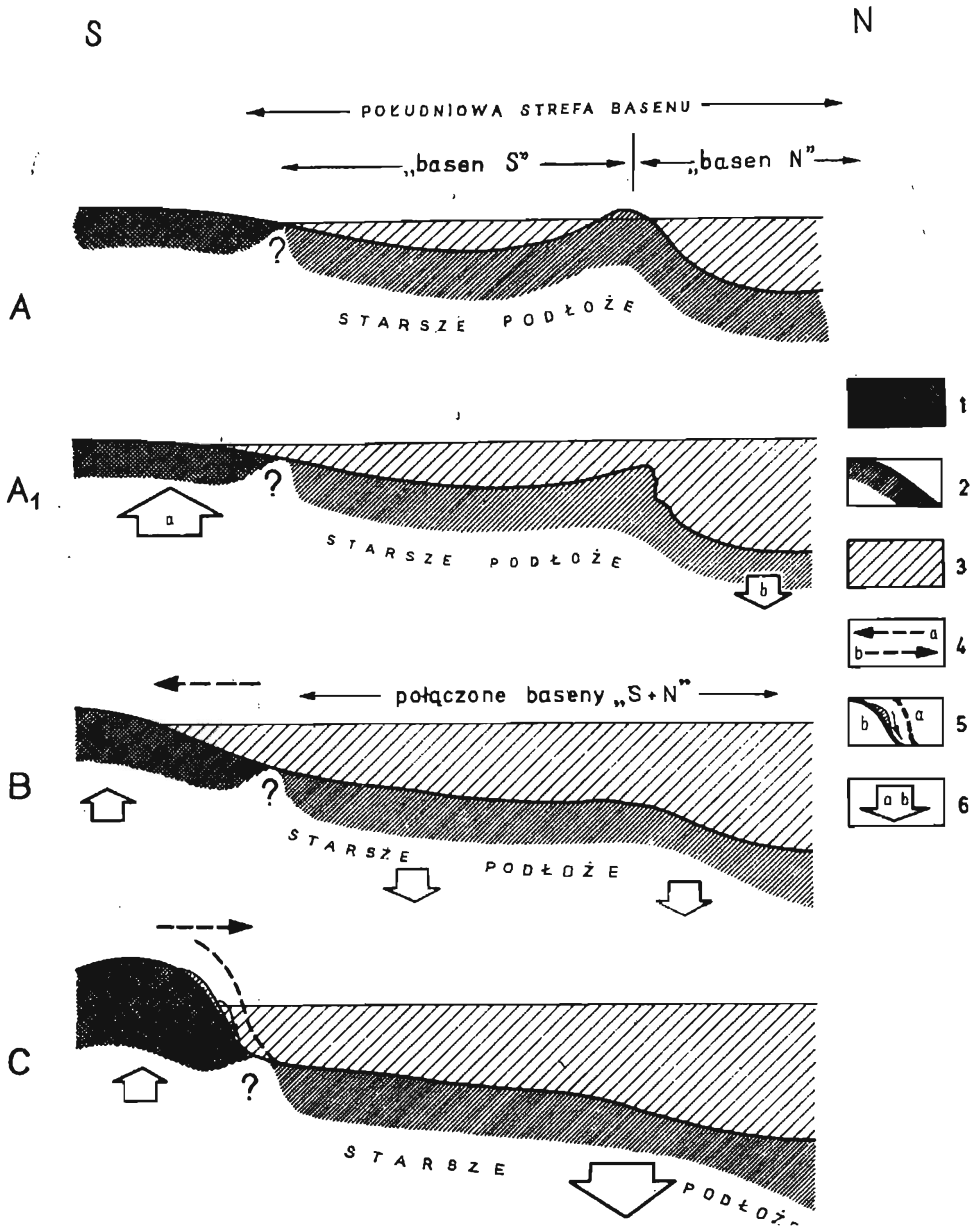 S N
POŁUDNIOWA STREFA BASENU
„basen S” „basen N”
?
STARSZE PODŁOŻE
A
1
A1
?
a
2
STARSZE PODŁOŻE
b
3
a
b
4
połączone baseny „S+N”
b a
5
B
?
a b
6
STARSZE PODŁOŻE
C
?
STARSZE PODŁOŻE